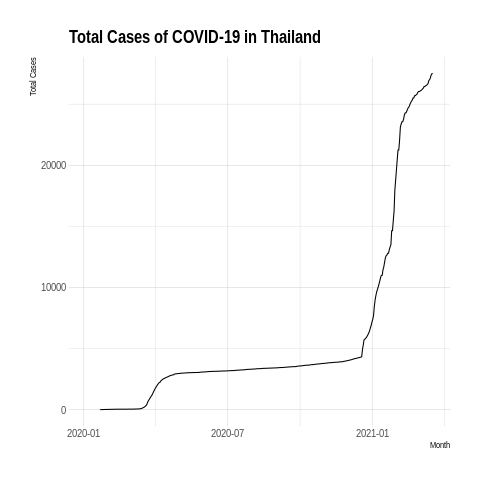 Total Cases of COVID-19 in Thailand
Total Cases
20000
10000
0
2020-01
2020-07
2021-01
Month